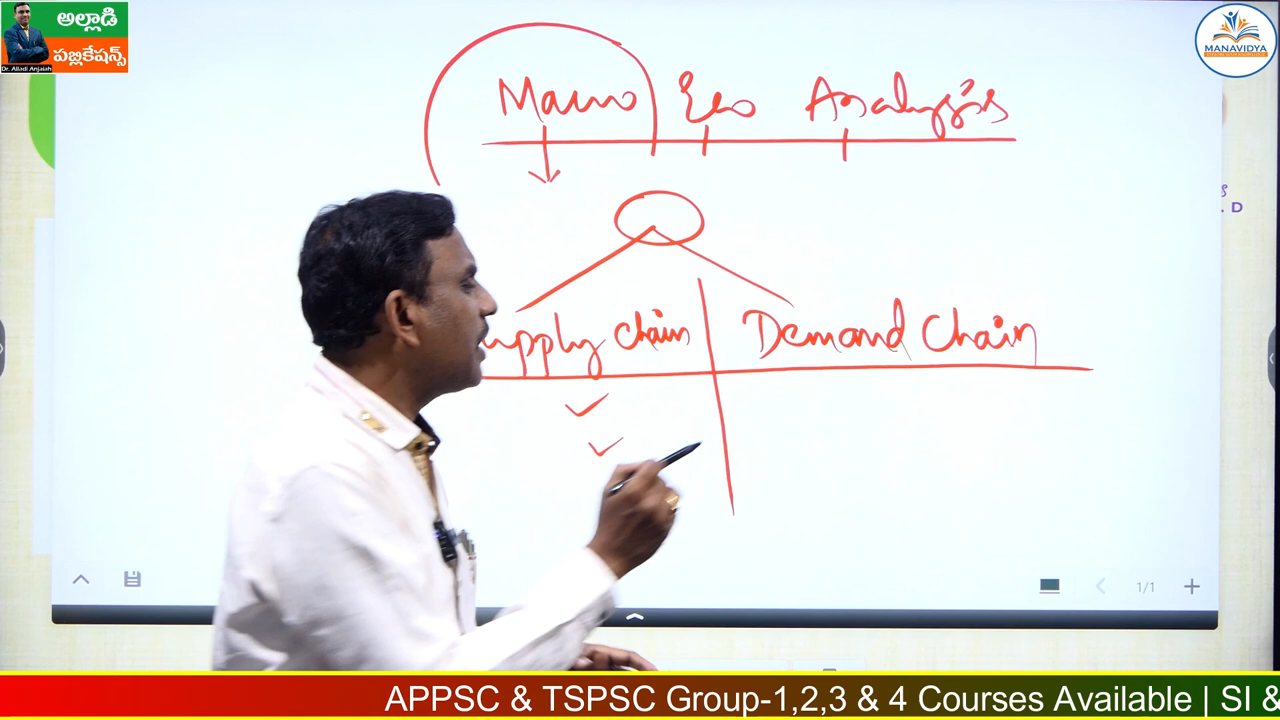 అల్లాడి
పబ్లికేషన్స్
Dr. Alladi Anjaiah
MANAVIDYA
Macro Eco Analysis
. D
upply Chain
Demand Chain
1/1
APPSC & TSPSC Group-1,2,3 & 4 Courses Available | SI &